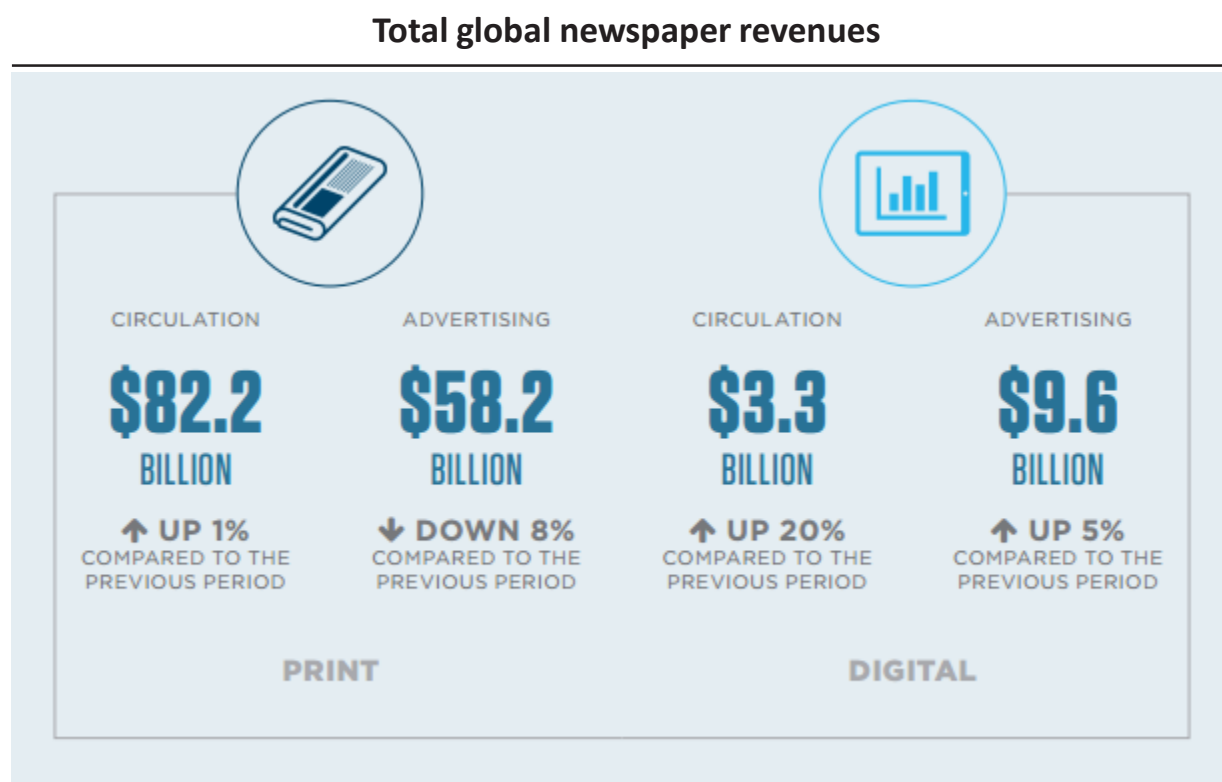 Total global newspaper revenues
CIRCULATION
$82.2
BILLION
↑ UP 1%
COMPARED TO THE
PREVIOUS PERIOD
ADVERTISING
$58.2
BILLION
↓ DOWN 8%
COMPARED TO THE
PREVIOUS PERIOD
PRINT
CIRCULATION
$3.3
BILLION
↑ UP 20%
COMPARED TO THE
PREVIOUS PERIOD
ADVERTISING
$9.6
BILLION
↑ UP 5%
COMPARED TO THE
PREVIOUS PERIOD
DIGITAL